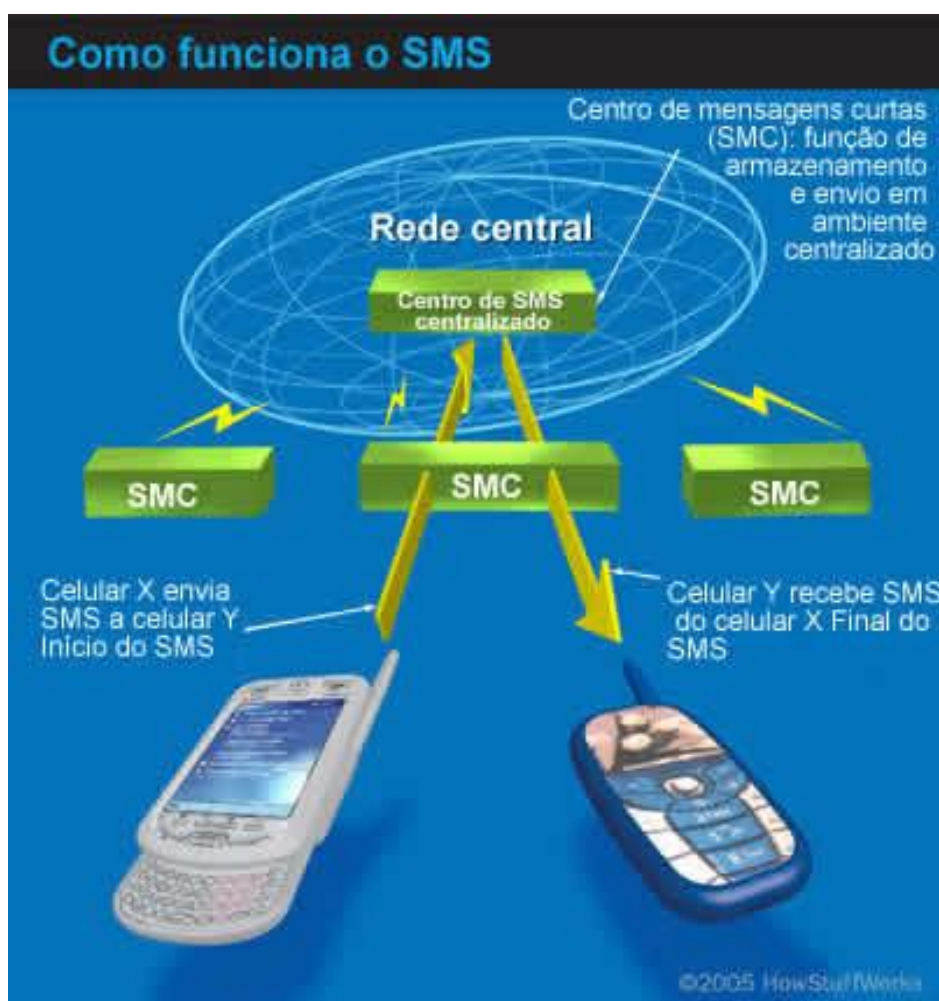 Como funciona o SMS
Centro de mensagens curtas
(SMC): função de
armazenamento
e envio em
ambiente
centralizado
Rede central
Centro de SMS
centralizado
SMC
SMC
SMC
Celular X envia
SMS a celular Y
Início do SMS
Celular Y recebe SMS
do celular X Final do
SMS
©2005 HowStuffWorks